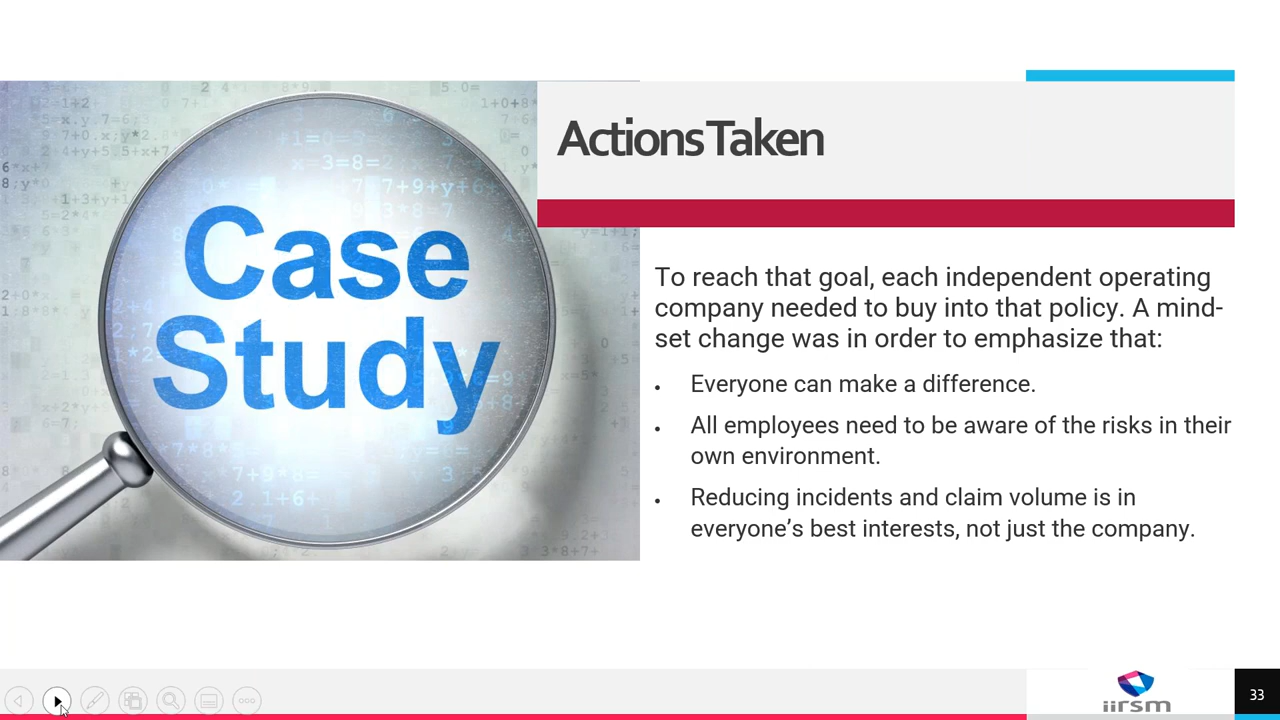 Actions Taken
Case
Study
To reach that goal, each independent operating
company needed to buy into that policy. A mind-
set change was in order to emphasize that:
• Everyone can make a difference.
• All employees need to be aware of the risks in their
own environment.
• Reducing incidents and claim volume is in
everyone’s best interests, not just the company.
iirsm
33